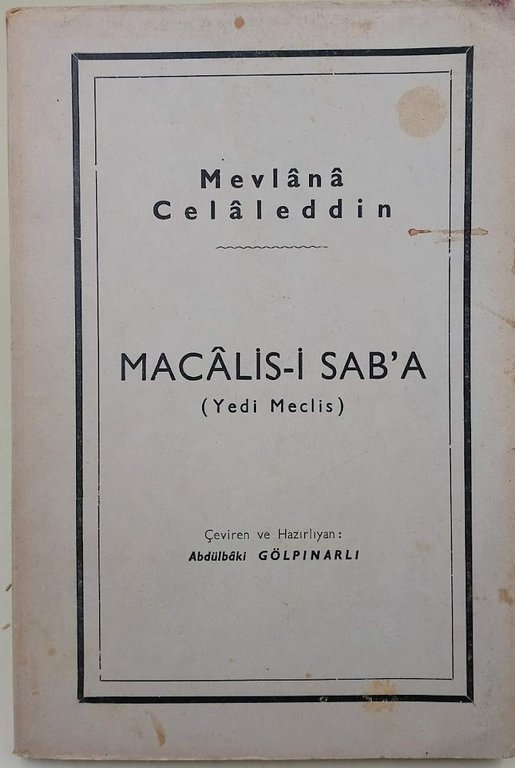 Mevlânâ
Celâleddin
MACÂLİS-İ SAB'A
(Yedi Meclis)
Çeviren ve Hazırlıyan:
Abdülbâki GÖLPINARLI